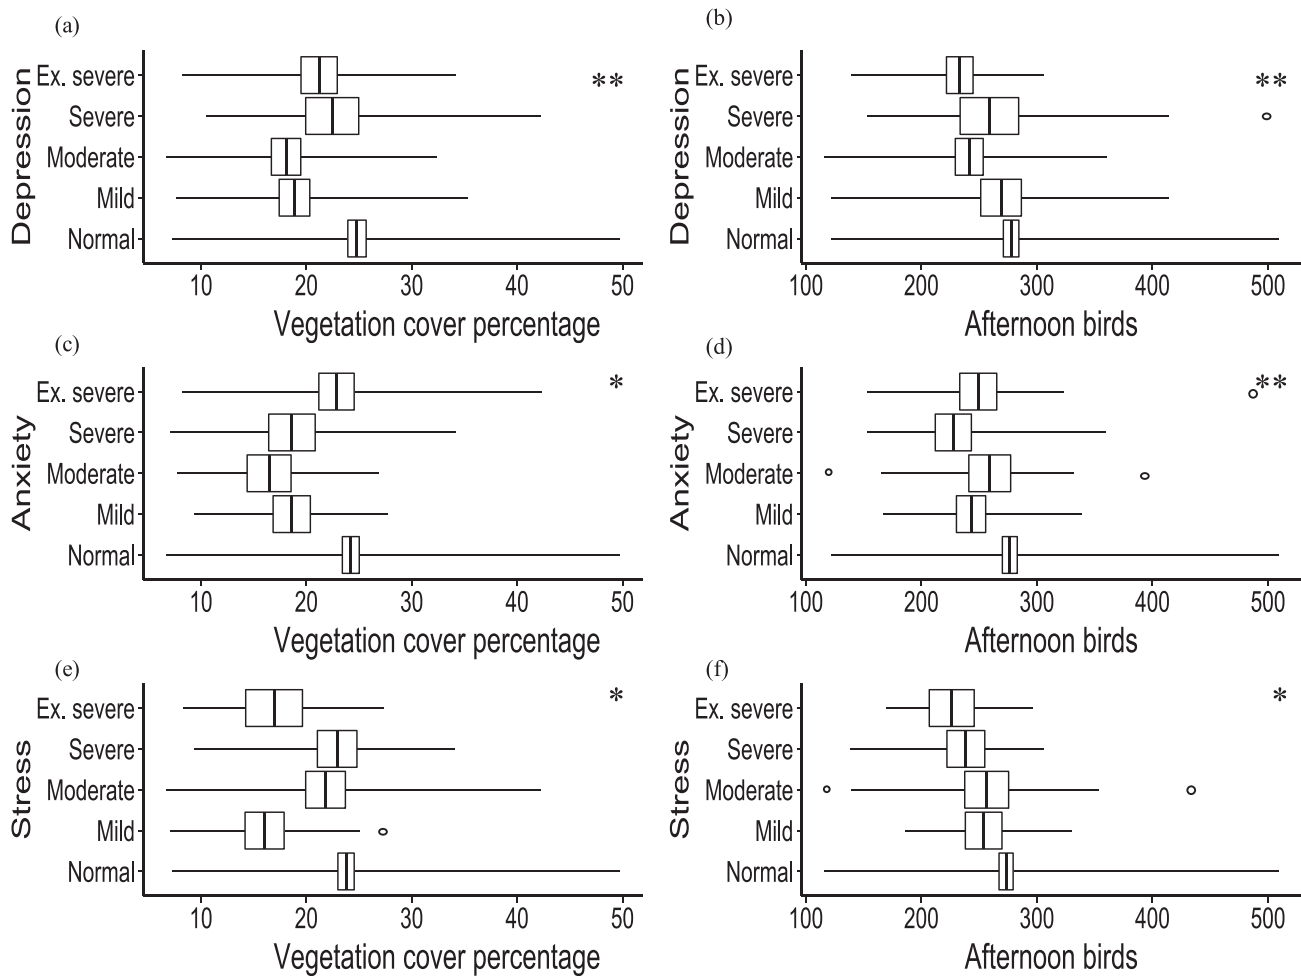 (a)
Depression
Ex. severe
Severe
Moderate
Mild
Normal
**
10 20 30 40 50
Vegetation cover percentage
(b)
Depression
Ex. severe
Severe
Moderate
Mild
Normal
**
100 200 300 400 500
Afternoon birds
(c)
Anxiety
Ex. severe
Severe
Moderate
Mild
Normal
*
10 20 30 40 50
Vegetation cover percentage
(d)
Anxiety
Ex. severe
Severe
Moderate
Mild
Normal
**
100 200 300 400 500
Afternoon birds
(e)
Stress
Ex. severe
Severe
Moderate
Mild
Normal
*
10 20 30 40 50
Vegetation cover percentage
(f)
Stress
Ex. severe
Severe
Moderate
Mild
Normal
*
100 200 300 400 500
Afternoon birds